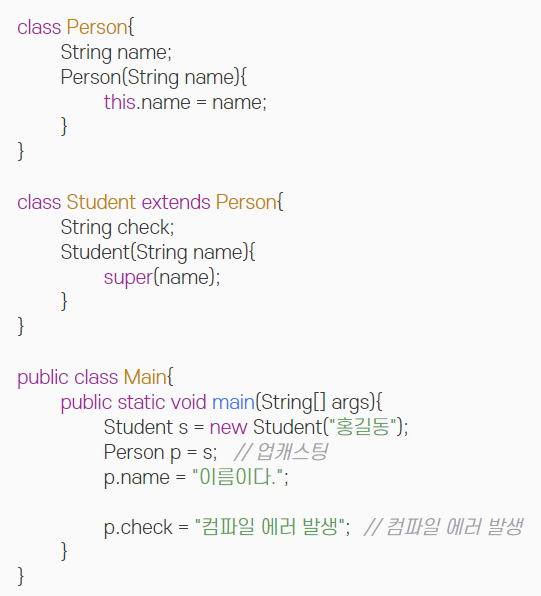 class Person{
String name;
Person(String name){
this.name = name;
}
}
class Student extends Person{
String check;
Student(String name){
super(name);
}
}
public class Main{
public static void main(String[] args){
Student s = new Student("홍길동");
Person p = s; // 업캐스팅
p.name = "이름이다.";
p.check = "컴파일 에러 발생"; // 컴파일 에러 발생
}
}